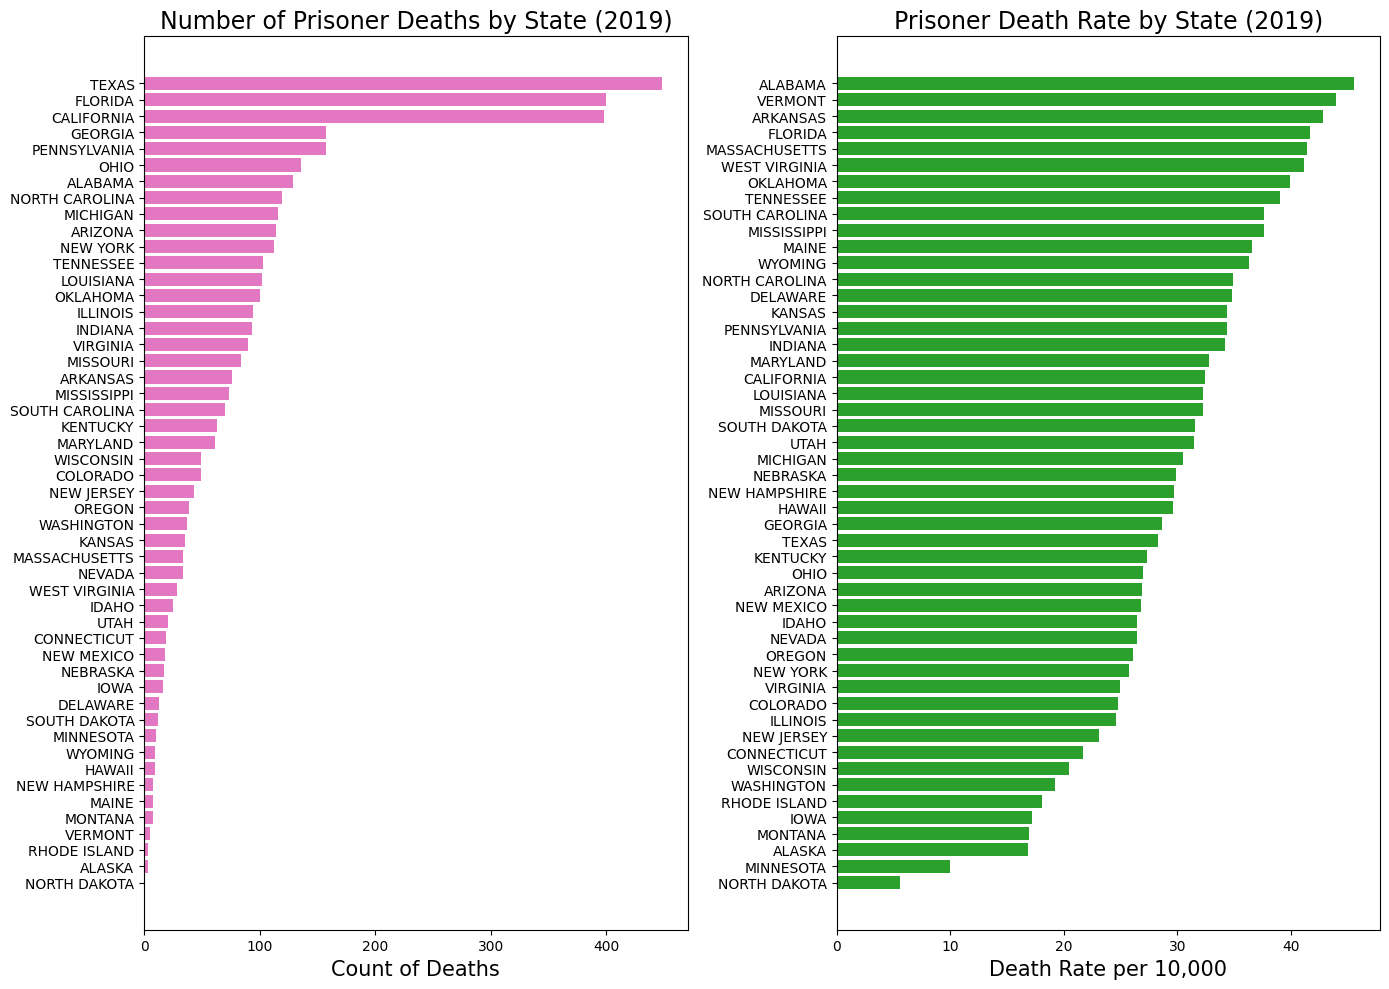 Number of Prisoner Deaths by State (2019)
TEXAS
FLORIDA
CALIFORNIA
GEORGIA
PENNSYLVANIA
OHIO
ALABAMA
NORTH CAROLINA
MICHIGAN
ARIZONA
NEW YORK
TENNESSEE
LOUISIANA
OKLAHOMA
ILLINOIS
INDIANA
VIRGINIA
MISSOURI
ARKANSAS
MISSISSIPPI
SOUTH CAROLINA
KENTUCKY
MARYLAND
WISCONSIN
COLORADO
NEW JERSEY
OREGON
WASHINGTON
KANSAS
MASSACHUSETTS
NEVADA
WEST VIRGINIA
IDAHO
UTAH
CONNECTICUT
NEW MEXICO
NEBRASKA
IOWA
DELAWARE
SOUTH DAKOTA
MINNESOTA
WYOMING
HAWAII
NEW HAMPSHIRE
MAINE
MONTANA
VERMONT
RHODE ISLAND
ALASKA
NORTH DAKOTA
0 100 200 300 400
Count of Deaths
Prisoner Death Rate by State (2019)
ALABAMA
VERMONT
ARKANSAS
FLORIDA
MASSACHUSETTS
WEST VIRGINIA
OKLAHOMA
TENNESSEE
SOUTH CAROLINA
MISSISSIPPI
MAINE
WYOMING
NORTH CAROLINA
DELAWARE
KANSAS
PENNSYLVANIA
INDIANA
MARYLAND
CALIFORNIA
LOUISIANA
MISSOURI
SOUTH DAKOTA
UTAH
MICHIGAN
NEBRASKA
NEW HAMPSHIRE
HAWAII
GEORGIA
TEXAS
KENTUCKY
OHIO
ARIZONA
NEW MEXICO
IDAHO
NEVADA
OREGON
NEW YORK
VIRGINIA
COLORADO
ILLINOIS
NEW JERSEY
CONNECTICUT
WISCONSIN
WASHINGTON
RHODE ISLAND
IOWA
MONTANA
ALASKA
MINNESOTA
NORTH DAKOTA
0 10 20 30 40
Death Rate per 10,000